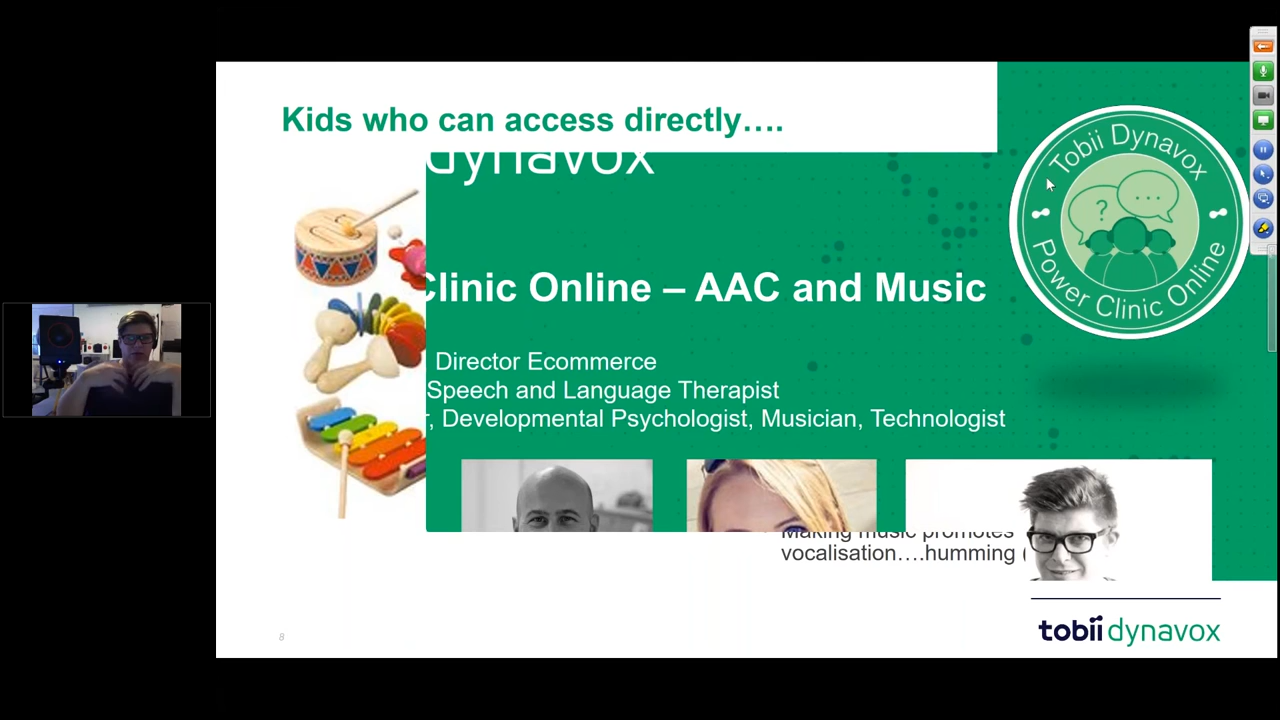 Kids who can access directly….
dynavox
Clinic Online – AAC and Music
Director Ecommerce
Speech and Language Therapist
, Developmental Psychologist, Musician, Technologist
Tobii Dynavox
?
...
Power Clinic Online
Making music promotes
vocalisation….humming (
8
tobii dynavox